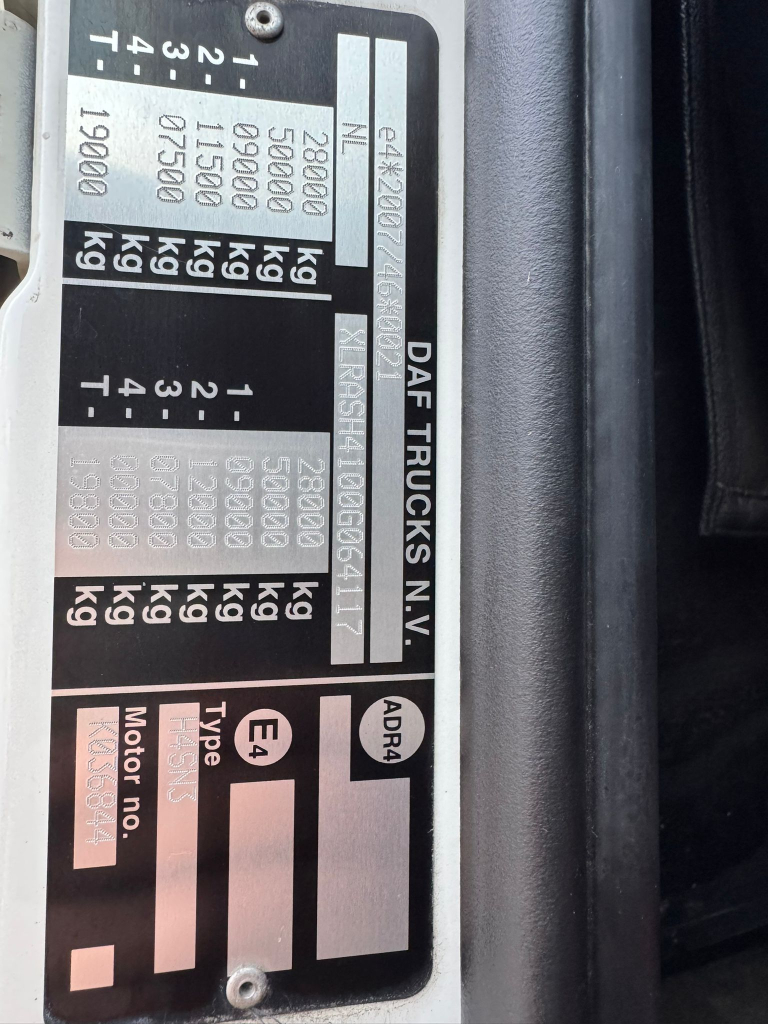 DAF TRUCKS N.V.
e4*2007/46*0021
NL XLRASH4100G064117
28000 kg 28000 kg
50000 kg 50000 kg
1- 09000 kg 1- 09000 kg
2- 11500 kg 2- 12000 kg
3- 07500 kg 3- 07800 kg
4- kg 4- 00000 kg
T- 19000 kg T- 19800 kg
ADR4
E4
Type
H4SN3
Motor no.
K036844